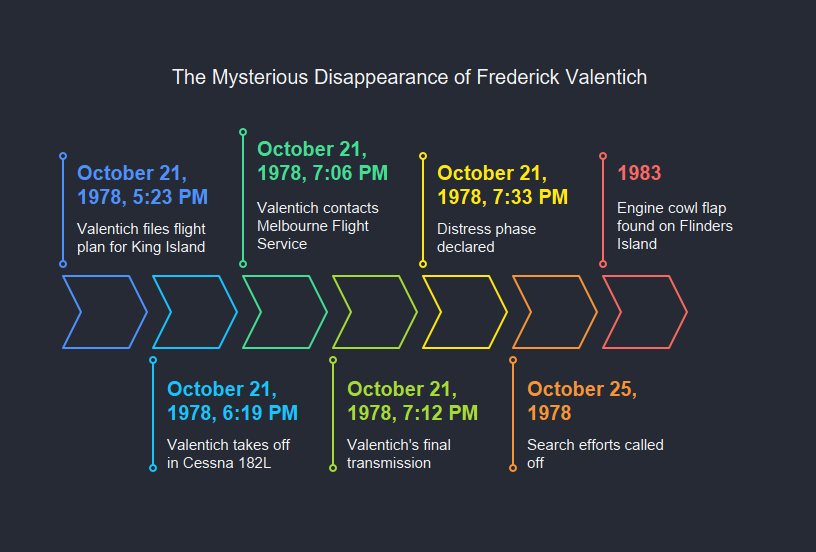 The Mysterious Disappearance of Frederick Valentich
October 21,
1978, 5:23 PM
Valentich files flight
plan for King Island
October 21,
1978, 6:19 PM
Valentich takes off
in Cessna 182L
October 21,
1978, 7:06 PM
Valentich contacts
Melbourne Flight
Service
October 21,
1978, 7:12 PM
Valentich's final
transmission
October 21,
1978, 7:33 PM
Distress phase
declared
October 25,
1978
Search efforts called
off
1983
Engine cowl flap
found on Flinders
Island